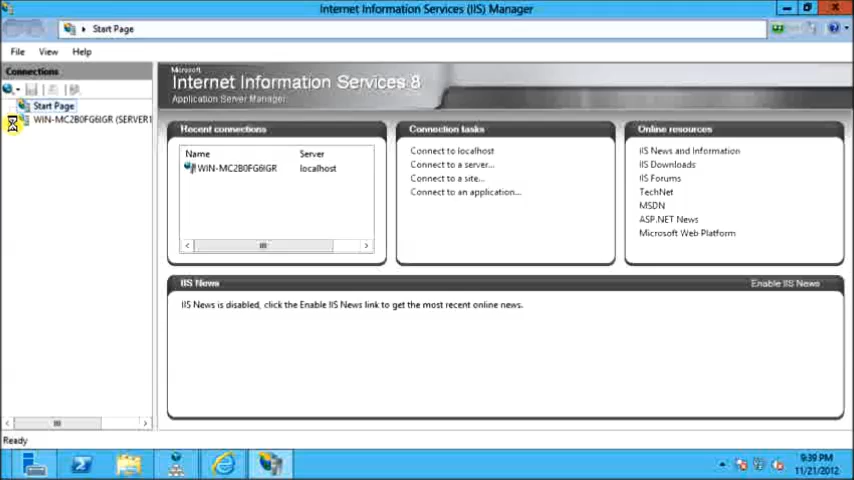 Internet Information Services (IIS) Manager
Start Page
File View Help
Connections
Start Page
WIN-MC2B0FG6IGR (SERVER1
Microsoft
Internet Information Services 8
Application Server Manager
Recent connections
Name Server
WIN-MC2B0FG6IGR localhost
Connection tasks
Connect to localhost
Connect to a server...
Connect to a site...
Connect to an application...
Online resources
IIS News and Information
IIS Downloads
IIS Forums
TechNet
MSDN
ASP.NET News
Microsoft Web Platform
IIS News Enable IIS News
IIS News is disabled, click the Enable IIS News link to get the most recent online news.
Ready
9:39 PM
11/21/2012